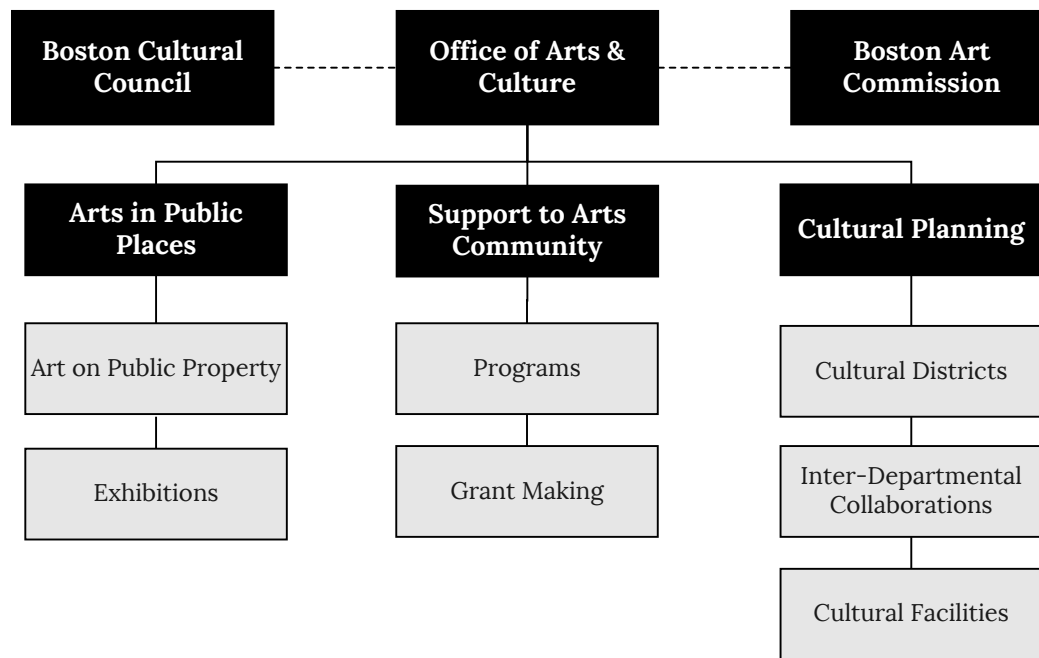 Boston Cultural
Council
Office of Arts &
Culture
Boston Art
Commission
Arts in Public
Places
Support to Arts
Community
Cultural Planning
Art on Public Property
Programs
Cultural Districts
Exhibitions
Grant Making
Inter-Departmental
Collaborations
Cultural Facilities